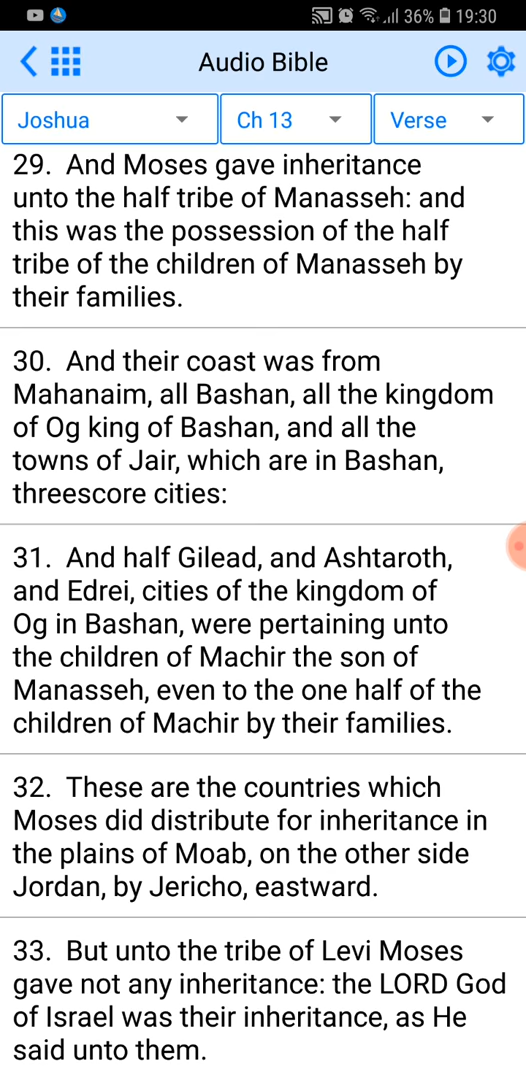 36% 19:30
Audio Bible
Joshua Ch 13 Verse
29. And Moses gave inheritance
unto the half tribe of Manasseh: and
this was the possession of the half
tribe of the children of Manasseh by
their families.
30. And their coast was from
Mahanaim, all Bashan, all the kingdom
of Og king of Bashan, and all the
towns of Jair, which are in Bashan,
threescore cities:
31. And half Gilead, and Ashtaroth,
and Edrei, cities of the kingdom of
Og in Bashan, were pertaining unto
the children of Machir the son of
Manasseh, even to the one half of the
children of Machir by their families.
32. These are the countries which
Moses did distribute for inheritance in
the plains of Moab, on the other side
Jordan, by Jericho, eastward.
33. But unto the tribe of Levi Moses
gave not any inheritance: the LORD God
of Israel was their inheritance, as He
said unto them.